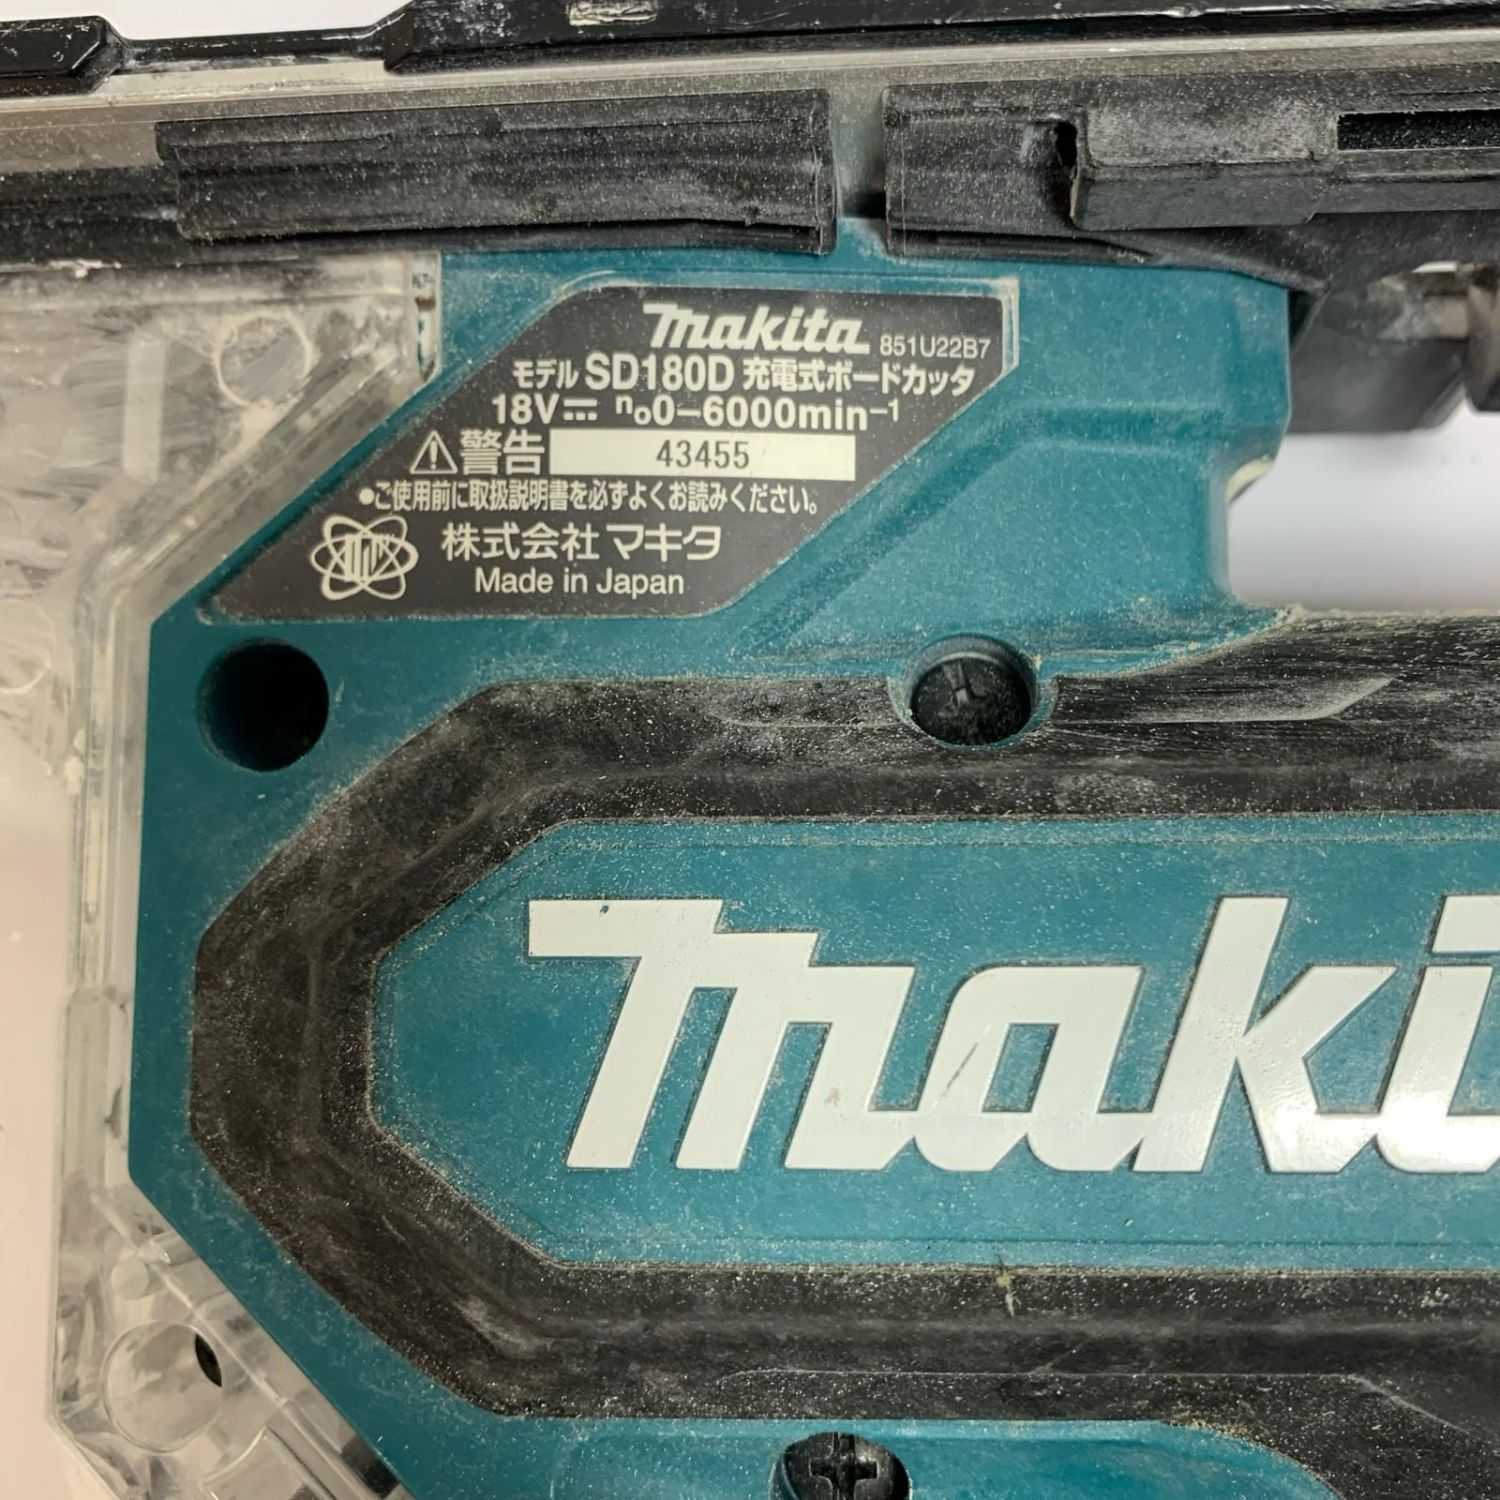 makita 851U22B7
モデル SD180D 充電式ボードカッタ
18V⎓ n₀0-6000min⁻¹
⚠警告 43455
●ご使用前に取扱説明書を必ずよくお読みください。
株式会社マキタ
Made in Japan
maki